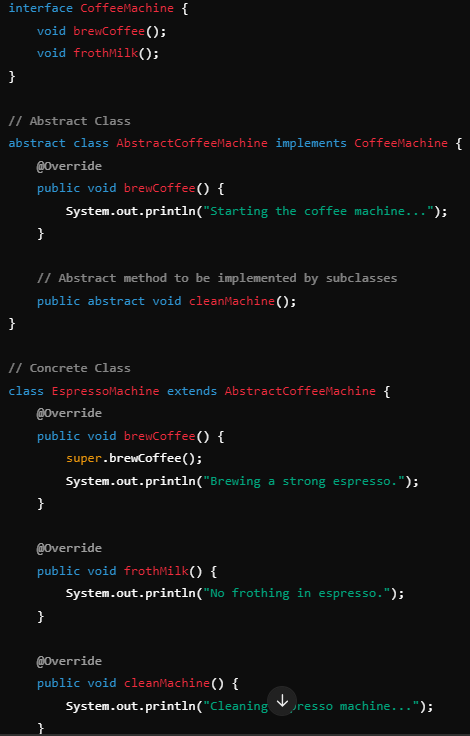 interface CoffeeMachine {
    void brewCoffee();
    void frothMilk();
}

// Abstract Class
abstract class AbstractCoffeeMachine implements CoffeeMachine {
    @Override
    public void brewCoffee() {
        System.out.println("Starting the coffee machine...");
    }

    // Abstract method to be implemented by subclasses
    public abstract void cleanMachine();
}

// Concrete Class
class EspressoMachine extends AbstractCoffeeMachine {
    @Override
    public void brewCoffee() {
        super.brewCoffee();
        System.out.println("Brewing a strong espresso.");
    }

    @Override
    public void frothMilk() {
        System.out.println("No frothing in espresso.");
    }

    @Override
    public void cleanMachine() {
        System.out.println("Cleaning presso machine...");
    }